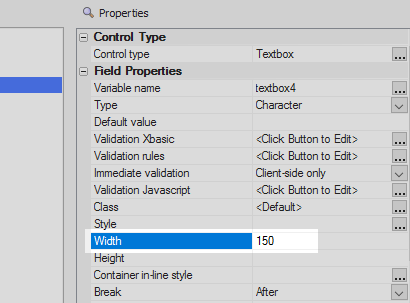 Properties
Control Type
Control type Textbox ...
Field Properties
Variable name textbox4 ...
Type Character
Default value
Validation Xbasic <Click Button to Edit> ...
Validation rules <Click Button to Edit> ...
Immediate validation Client-side only
Validation Javascript <Click Button to Edit> ...
Class <Default> ...
Style ...
Width 150
Height
Container in-line style ...
Break After